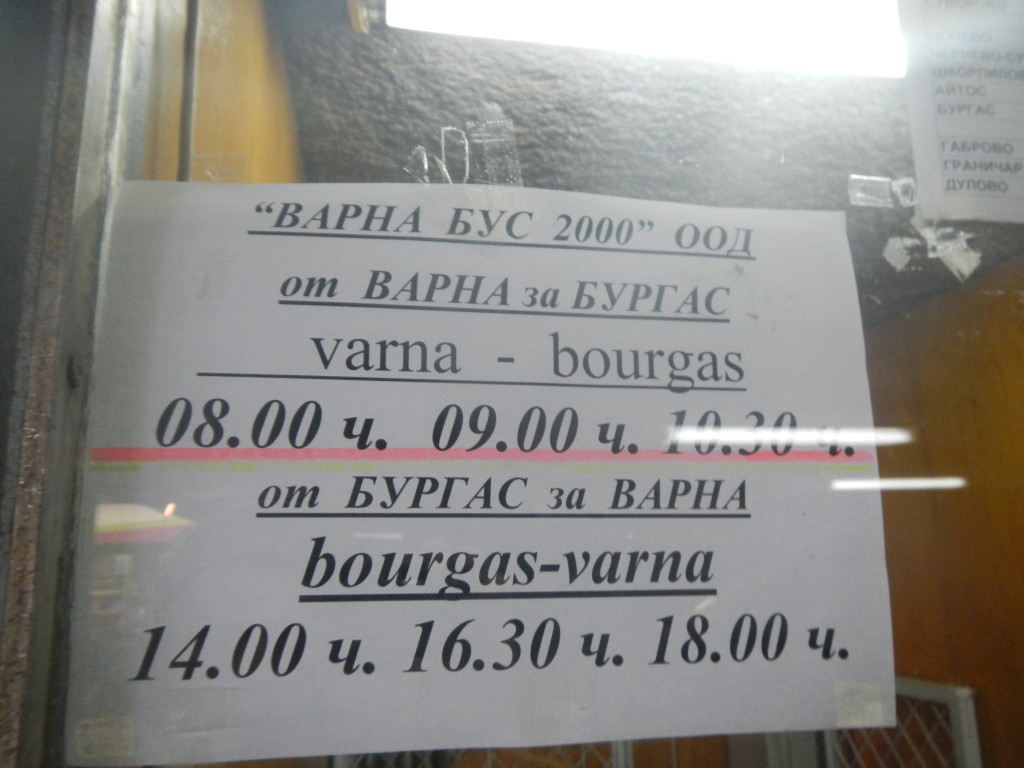 "ВАРНА БУС 2000" ООД
от ВАРНА за БУРГАС
varna - bourgas
08.00 ч. 09.00 ч. 10.30 ч.
от БУРГАС за ВАРНА
bourgas-varna
14.00 ч. 16.30 ч. 18.00 ч.
АЙТОС
БУРГАС
ГАБРОВО
ГРАНИЧАР
ДУЛОВО